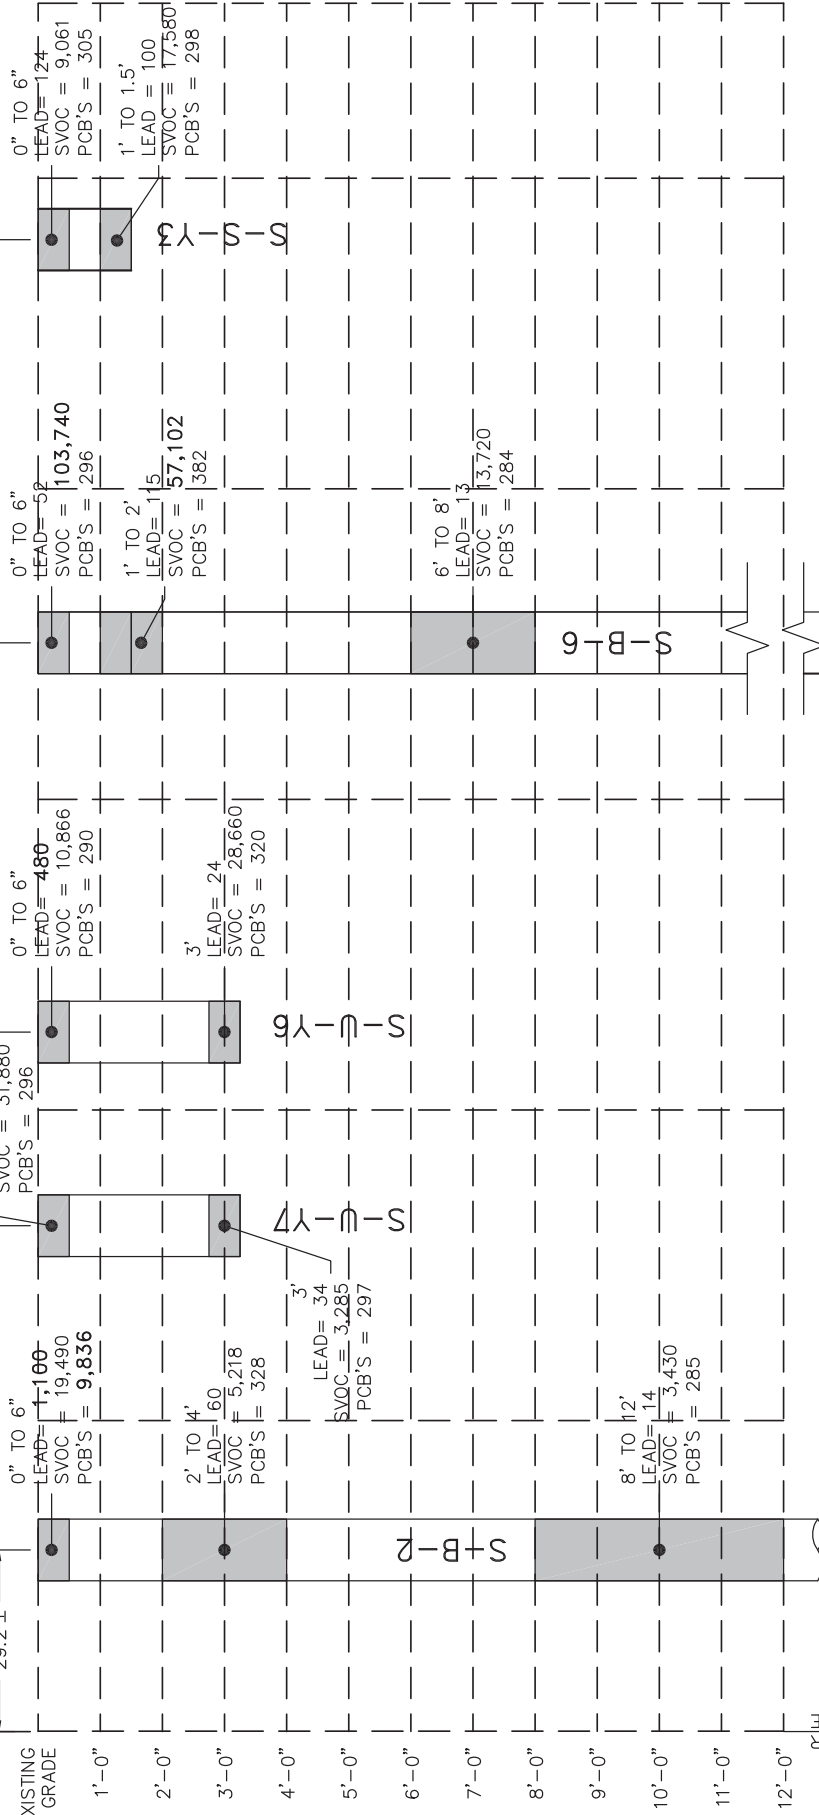 0" TO 6"
LEAD= 124
SVOC = 9,061
PCB'S = 305
1' TO 1.5'
LEAD = 100
SVOC = 17,580
PCB'S = 298
S-S-Y3
0" TO 6"
LEAD= 52
SVOC = 103,740
PCB'S = 296
1' TO 2'
LEAD= 115
SVOC = 57,102
PCB'S = 382
6' TO 8'
LEAD= 13
SVOC = 13,720
PCB'S = 284
S-B-6
0" TO 6"
LEAD= 480
SVOC = 10,866
PCB'S = 290
3'
LEAD= 24
SVOC = 28,660
PCB'S = 320
S-U-Y6
SVOC = 31,880
PCB'S = 296
S-U-Y7
3'
LEAD= 34
SVOC = 3,285
PCB'S = 297
0" TO 6"
LEAD= 1,100
SVOC = 19,490
PCB'S = 9,836
2' TO 4'
LEAD= 60
SVOC = 5,218
PCB'S = 328
8' TO 12'
LEAD= 14
SVOC = 3,430
PCB'S = 285
S-B-2
29.2'±
XISTING
GRADE
1'-0"
2'-0"
3'-0"
4'-0"
5'-0"
6'-0"
7'-0"
8'-0"
9'-0"
10'-0"
11'-0"
12'-0"